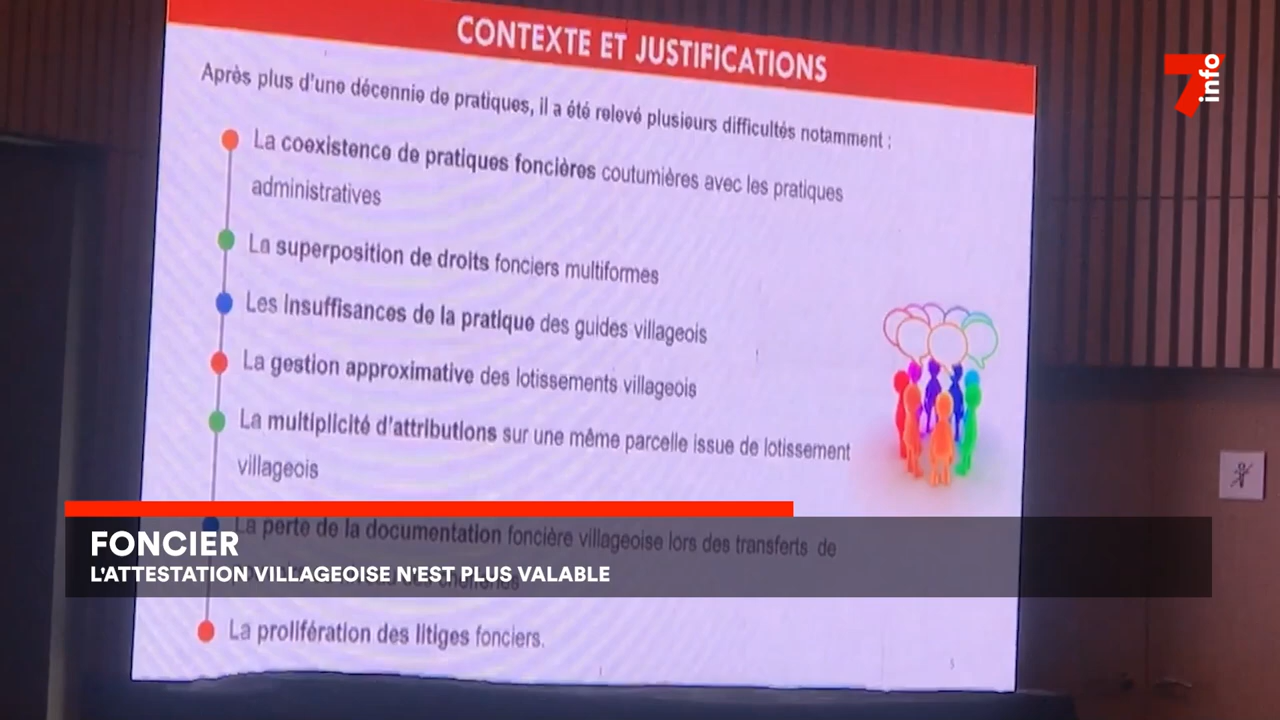 CONTEXTE ET JUSTIFICATIONS
7info
Après plus d'une décennie de pratiques, il a été relevé plusieurs difficultés notamment :
La coexistence de pratiques foncières coutumières avec les pratiques
administratives
La superposition de droits fonciers multiformes
Les Insuffisances de la pratique des guides villageois
La gestion approximative des lotissements villageois
La multiplicité d'attributions sur une même parcelle issue de lotissement
villageois
La perte de la documentation foncière villageoise lors des transferts de
FONCIER
L'ATTESTATION VILLAGEOISE N'EST PLUS VALABLE
La prolifération des litiges fonciers.
5